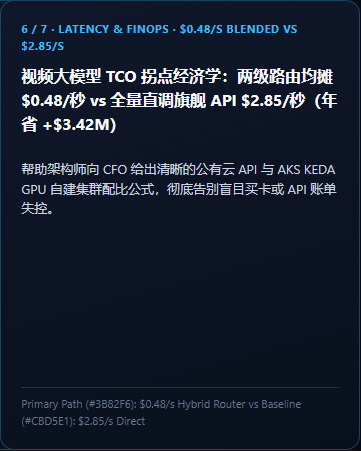 6 / 7 · LATENCY & FINOPS · $0.48/S BLENDED VS
$2.85/S
视频大模型 TCO 拐点经济学：两级路由均摊
$0.48/秒 vs 全量直调旗舰 API $2.85/秒（年
省 +$3.42M）
帮助架构师向 CFO 给出清晰的公有云 API 与 AKS KEDA
GPU 自建集群配比公式，彻底告别盲目买卡或 API 账单
失控。
Primary Path (#3B82F6): $0.48/s Hybrid Router vs Baseline
(#CBD5E1): $2.85/s Direct